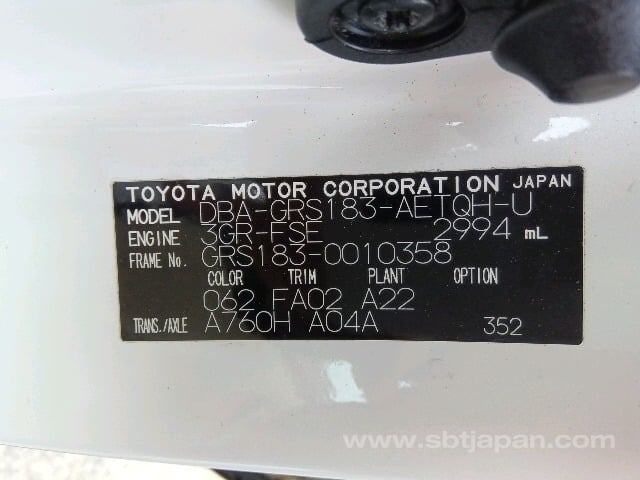 TOYOTA MOTOR CORPORATION JAPAN
MODEL DBA-GRS183-AETQH-U
ENGINE 3GR-FSE 2994 mL
FRAME No. GRS183-0010358
COLOR TRIM PLANT OPTION
062 FA02 A22
TRANS./AXLE A760H A04A 352
www.sbtjapan.com